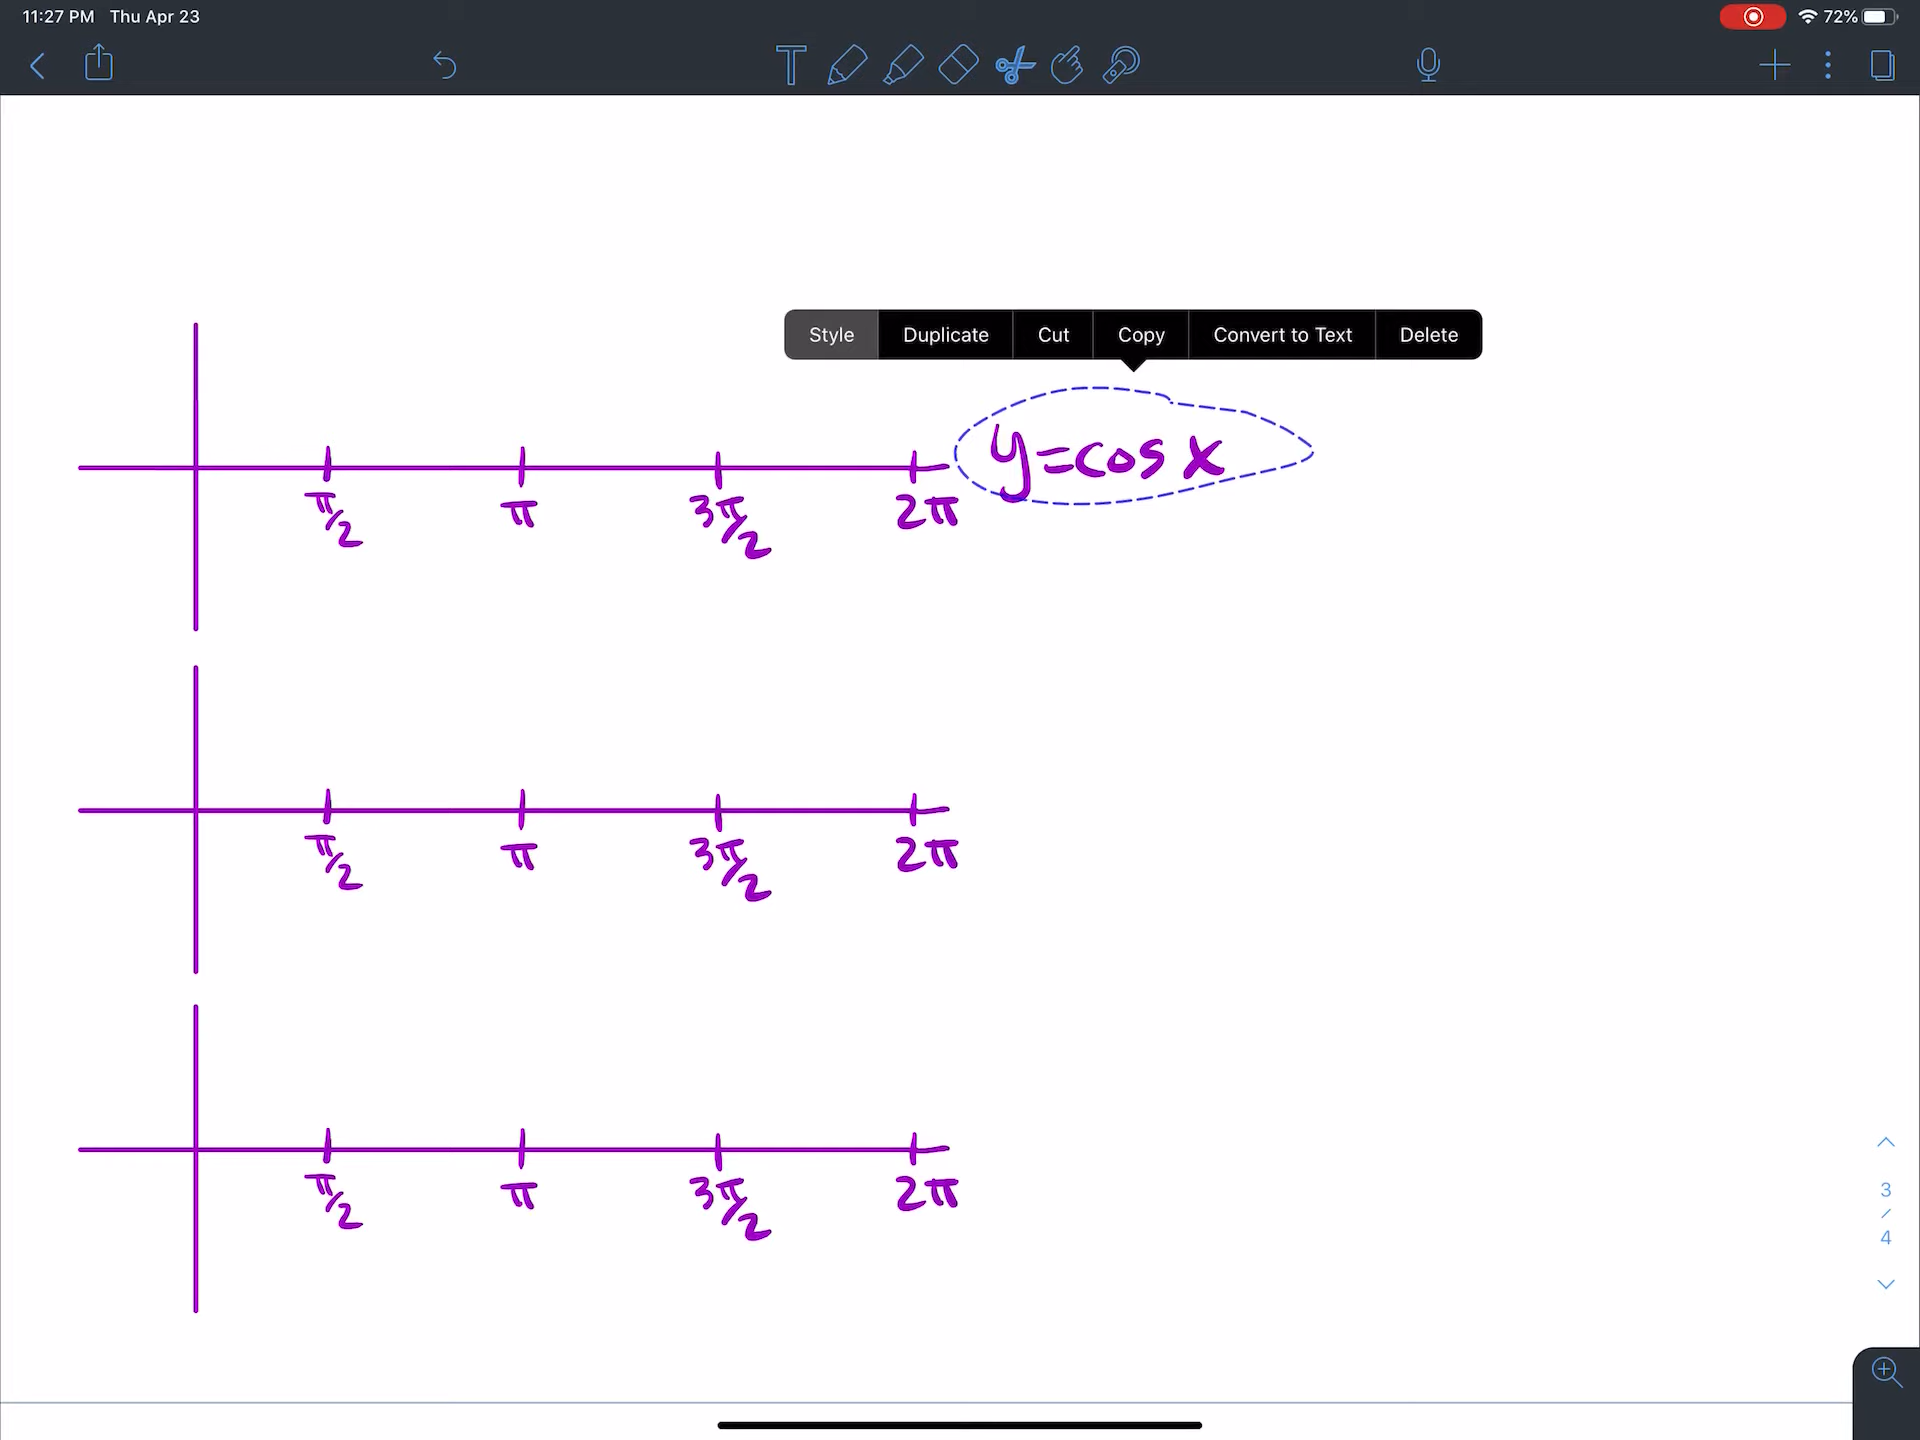 11:27 PM Thu Apr 23 72%
T
Style Duplicate Cut Copy Convert to Text Delete
y=cos x
π/2 π 3π/2 2π
π/2 π 3π/2 2π
π/2 π 3π/2 2π
3
/
4